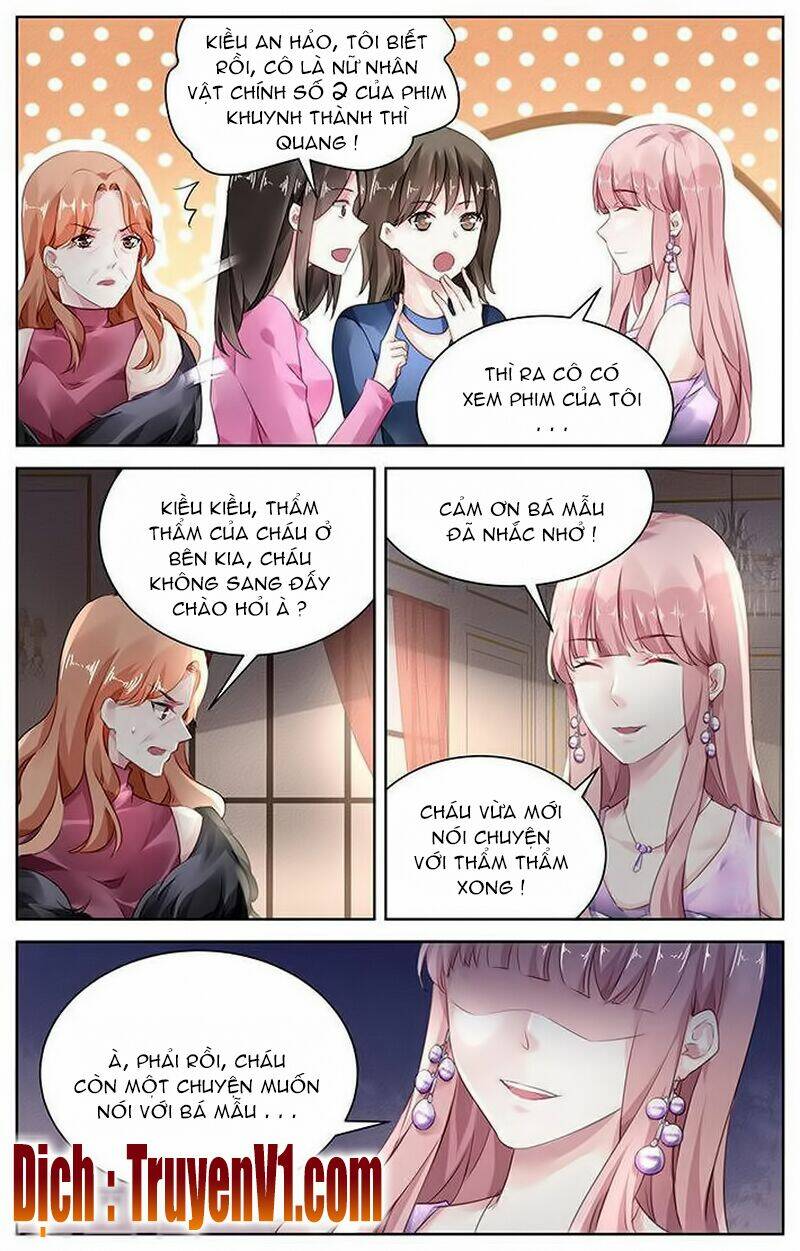 KIỀU AN HẢO, TÔI BIẾT
RỒI, CÔ LÀ NỮ NHÂN
VẬT CHÍNH SỐ 2 CỦA PHIM
KHUYNH THÀNH THÌ
QUANG !
THÌ RA CÔ CÓ
XEM PHIM CỦA TÔI
. . .
KIỀU KIỀU, THẨM
THẨM CỦA CHÁU Ở
BÊN KIA, CHÁU
KHÔNG SANG ĐẤY
CHÀO HỎI À ?
CẢM ƠN BÁ MẪU
ĐÃ NHẮC NHỞ !
CHÁU VỪA MỚI
NÓI CHUYỆN
VỚI THẨM THẨM
XONG !
À, PHẢI RỒI, CHÁU
CÒN MỘT CHUYỆN MUỐN
NÓI VỚI BÁ MẪU . . .
Dịch : TruyenV1.com